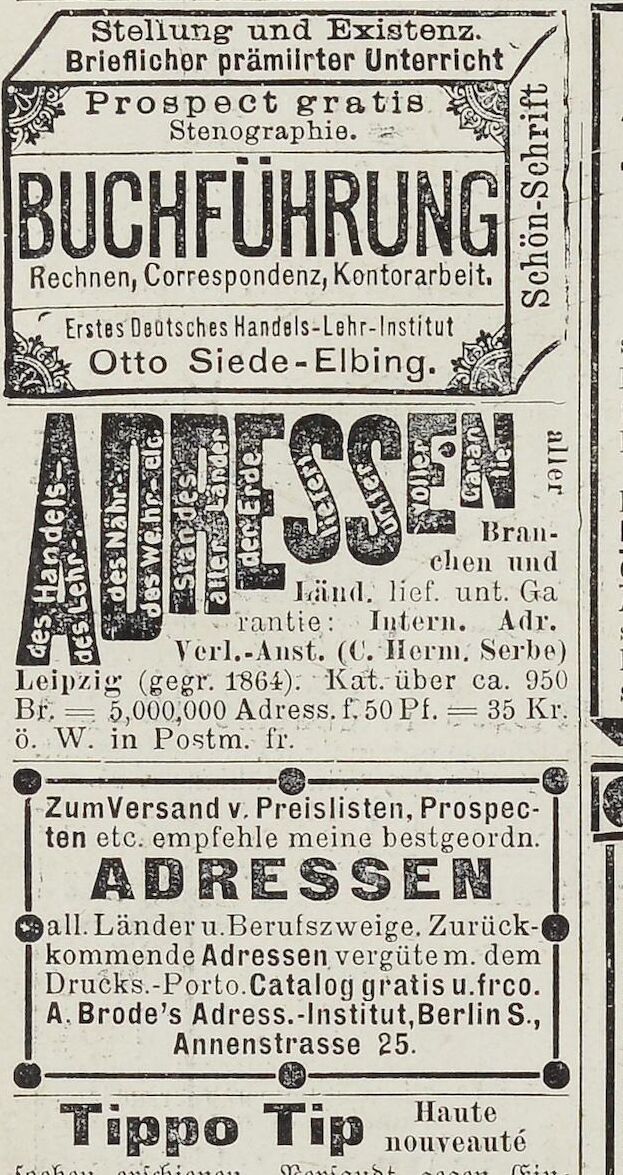 Stellung und Existenz.
Brieflicher prämiirter Unterricht
Prospect gratis
Stenographie.
Schön-Schrift
BUCHFÜHRUNG
Rechnen, Correspondenz, Kontorarbeit.
Erstes Deutsches Handels-Lehr-Institut
Otto Siede-Elbing.
ADRESSEN
des Handels-
des Lehr-
des Nähr-
des Wehr- etc.
Standes
aller Länder
der Erde
liefert
unter
voller
Garan
tie
aller
Bran-
chen und
Länd. lief. unt. Ga
rantie: Intern. Adr.
Verl.-Anst. (C. Herm. Serbe)
Leipzig (gegr. 1864). Kat. über ca. 950
Br. = 5,000,000 Adress. f. 50 Pf. = 35 Kr.
ö. W. in Postm. fr.
Zum Versand v. Preislisten, Prospec-
ten etc. empfehle meine bestgeordn.
ADRESSEN
all. Länder u. Berufszweige. Zurück-
kommende Adressen vergüte m. dem
Drucks.-Porto. Catalog gratis u. frco.
A. Brode's Adress.-Institut, Berlin S.,
Annenstrasse 25.
Tippo Tip
Haute
nouveauté